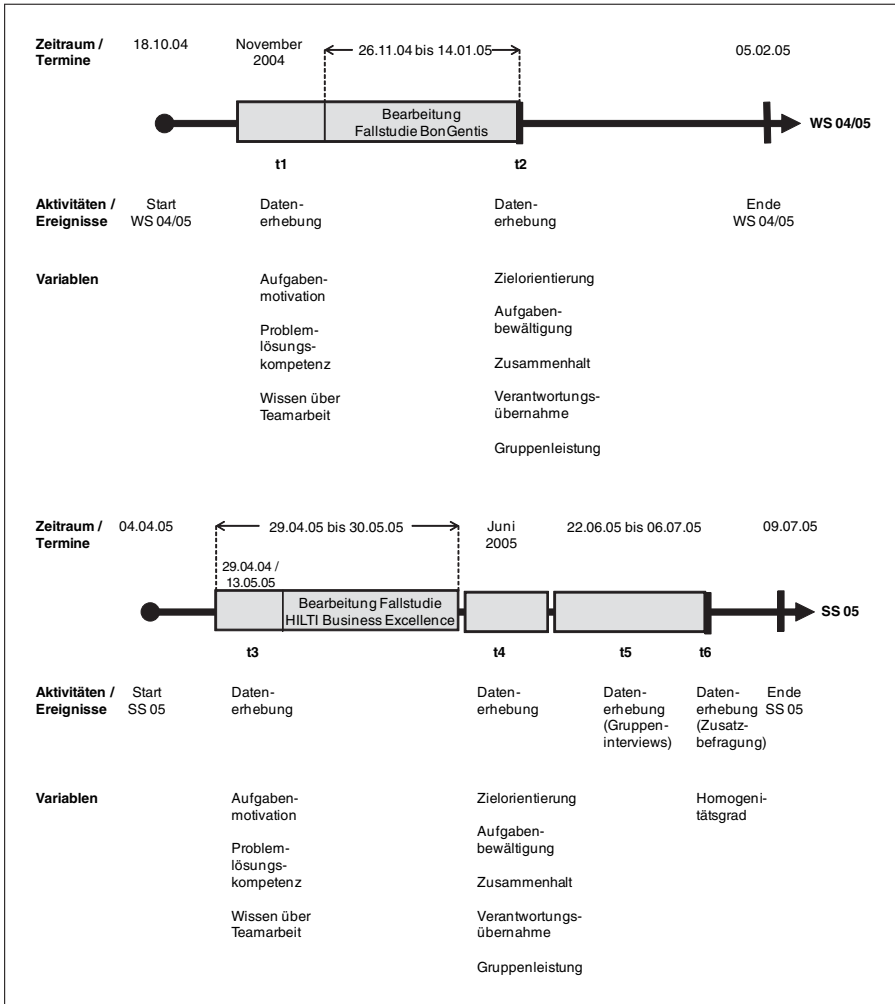 Zeitraum / Termine
18.10.04
November 2004
26.11.04 bis 14.01.05
05.02.05
Bearbeitung
Fallstudie BonGentis
WS 04/05
t1
t2
Aktivitäten / Ereignisse
Start
WS 04/05
Daten-
erhebung
Daten-
erhebung
Ende
WS 04/05
Variablen
Aufgaben-
motivation
Problem-
lösungs-
kompetenz
Wissen über
Teamarbeit
Zielorientierung
Aufgaben-
bewältigung
Zusammenhalt
Verantwortungs-
übernahme
Gruppenleistung
Zeitraum /
Termine
04.04.05
29.04.05 bis 30.05.05
Juni
2005
22.06.05 bis 06.07.05
09.07.05
29.04.04 /
13.05.05
Bearbeitung Fallstudie
HILTI Business Excellence
SS 05
t3
t4
t5
t6
Aktivitäten /
Ereignisse
Start
SS 05
Daten-
erhebung
Daten-
erhebung
Daten-
erhebung
(Gruppen-
interviews)
Daten-
erhebung
(Zusatz-
befragung)
Ende
SS 05
Variablen
Aufgaben-
motivation
Problem-
lösungs-
kompetenz
Wissen über
Teamarbeit
Zielorientierung
Aufgaben-
bewältigung
Zusammenhalt
Verantwortungs-
übernahme
Gruppenleistung
Homogeni-
tätsgrad